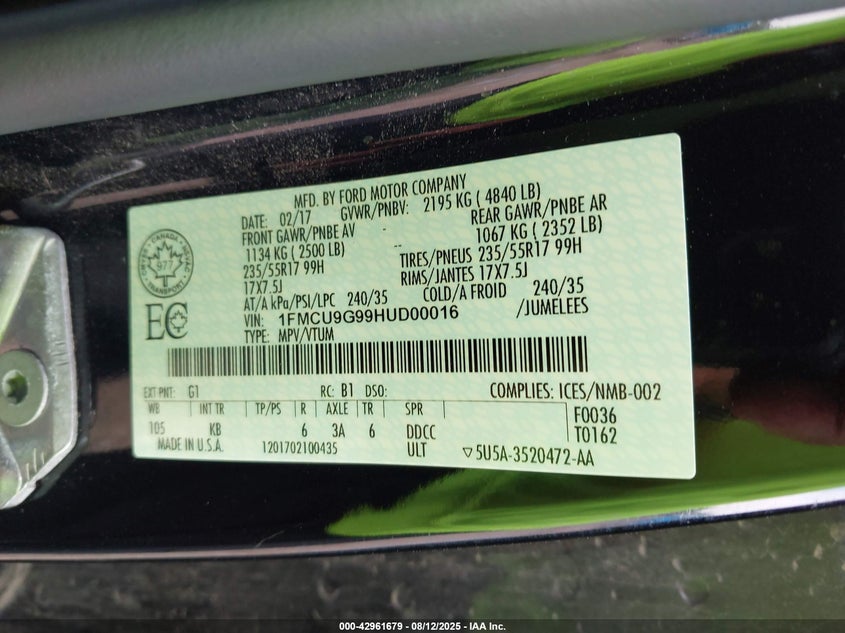 MFD. BY FORD MOTOR COMPANY
DATE: 02/17 GVWR/PNBV: 2195 KG ( 4840 LB)
FRONT GAWR/PNBE AV - REAR GAWR/PNBE AR
1134 KG ( 2500 LB) -- 1067 KG ( 2352 LB)
235/55R17 99H TIRES/PNEUS 235/55R17 99H
17X7.5J RIMS/JANTES 17X7.5J
AT/A kPa/PSI/LPC 240/35 COLD/A FROID 240/35
VIN: 1FMCU9G99HUD00016 /JUMELEES
TYPE: MPV/VTUM
CANADA
TRANSPORT
977
EC
EXT PNT: G1 RC: B1 DSO: COMPLIES: ICES/NMB-002
WB INT TR TP/PS R AXLE TR SPR F0036
105 KB 6 3A 6 DDCC T0162
MADE IN U.S.A. 1201702100435 ULT ▽5U5A-3520472-AA
000-42961679 - 08/12/2025 - IAA Inc.